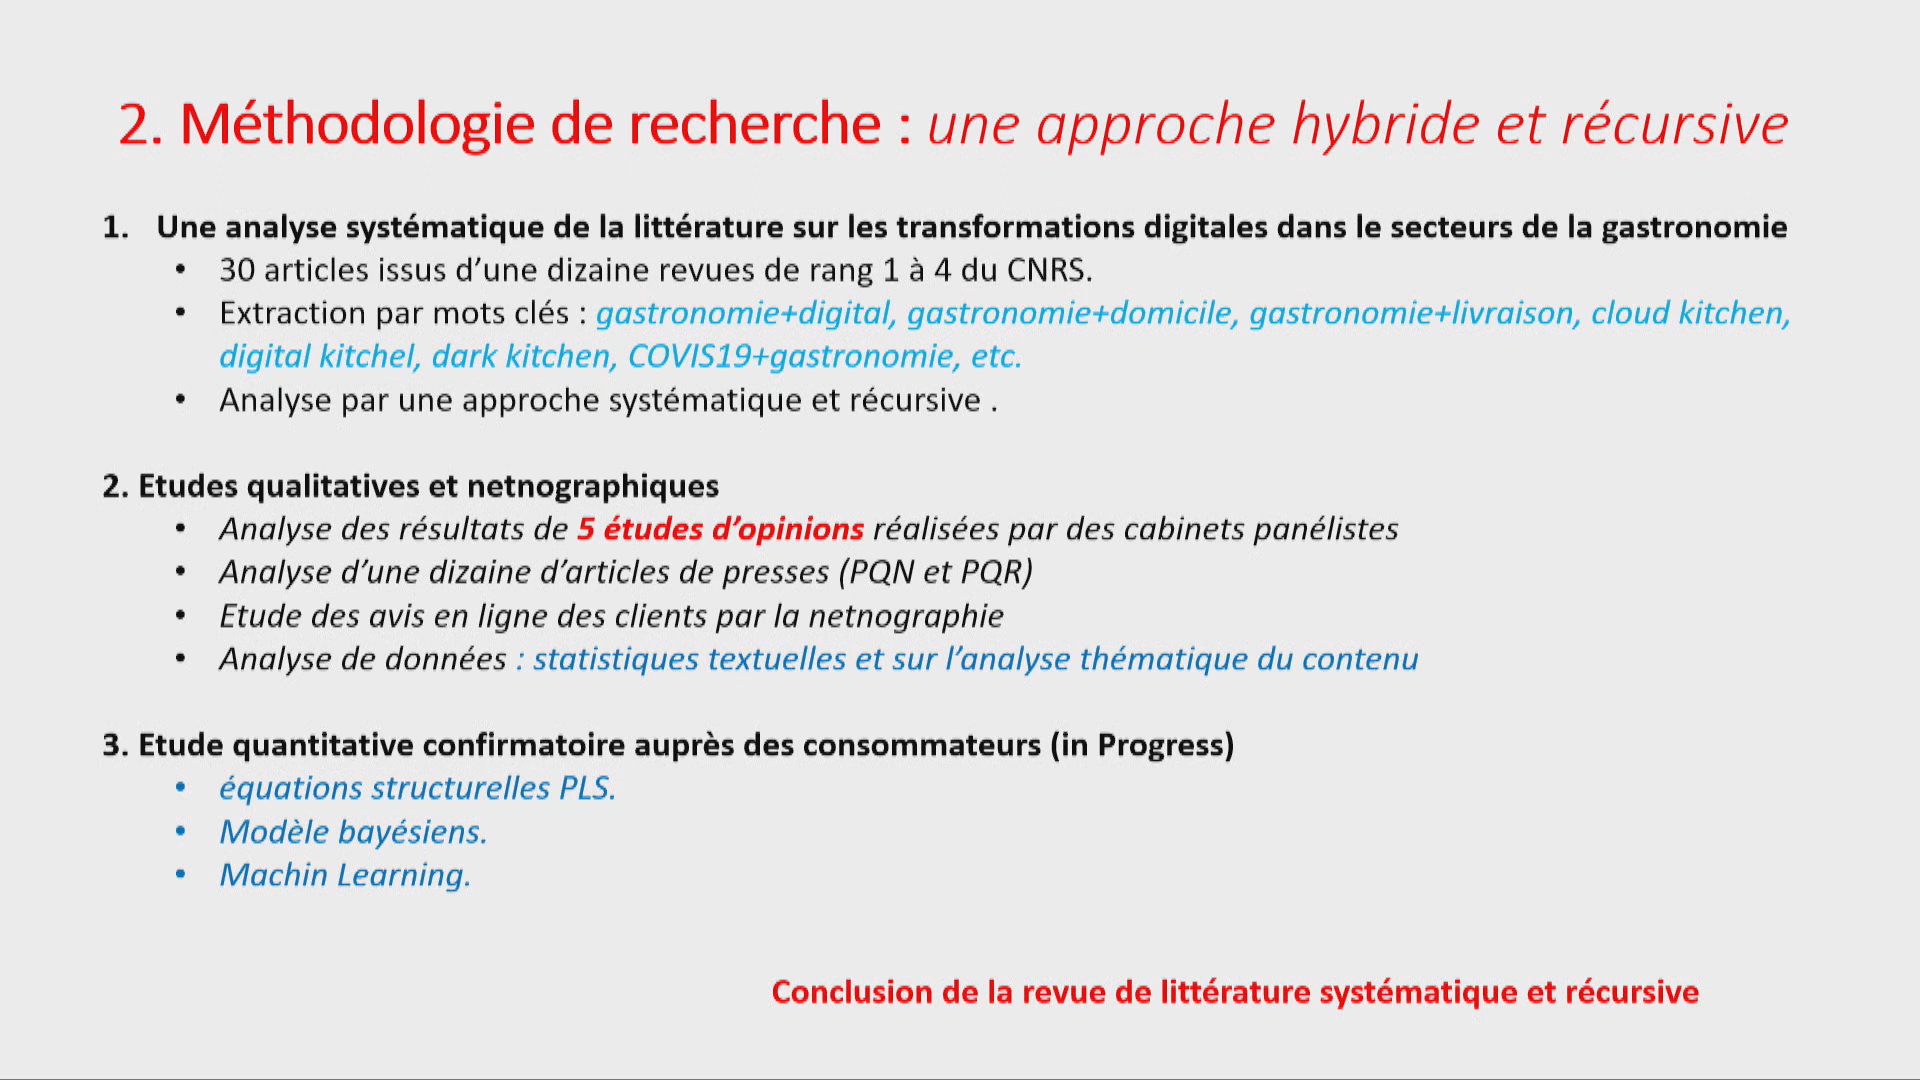 2. Méthodologie de recherche : une approche hybride et récursive
1. Une analyse systématique de la littérature sur les transformations digitales dans le secteurs de la gastronomie
• 30 articles issus d’une dizaine revues de rang 1 à 4 du CNRS.
• Extraction par mots clés : gastronomie+digital, gastronomie+domicile, gastronomie+livraison, cloud kitchen,
digital kitchel, dark kitchen, COVIS19+gastronomie, etc.
• Analyse par une approche systématique et récursive .
2. Etudes qualitatives et netnographiques
• Analyse des résultats de 5 études d’opinions réalisées par des cabinets panélistes
• Analyse d’une dizaine d’articles de presses (PQN et PQR)
• Etude des avis en ligne des clients par la netnographie
• Analyse de données : statistiques textuelles et sur l’analyse thématique du contenu
3. Etude quantitative confirmatoire auprès des consommateurs (in Progress)
• équations structurelles PLS.
• Modèle bayésiens.
• Machin Learning.
Conclusion de la revue de littérature systématique et récursive